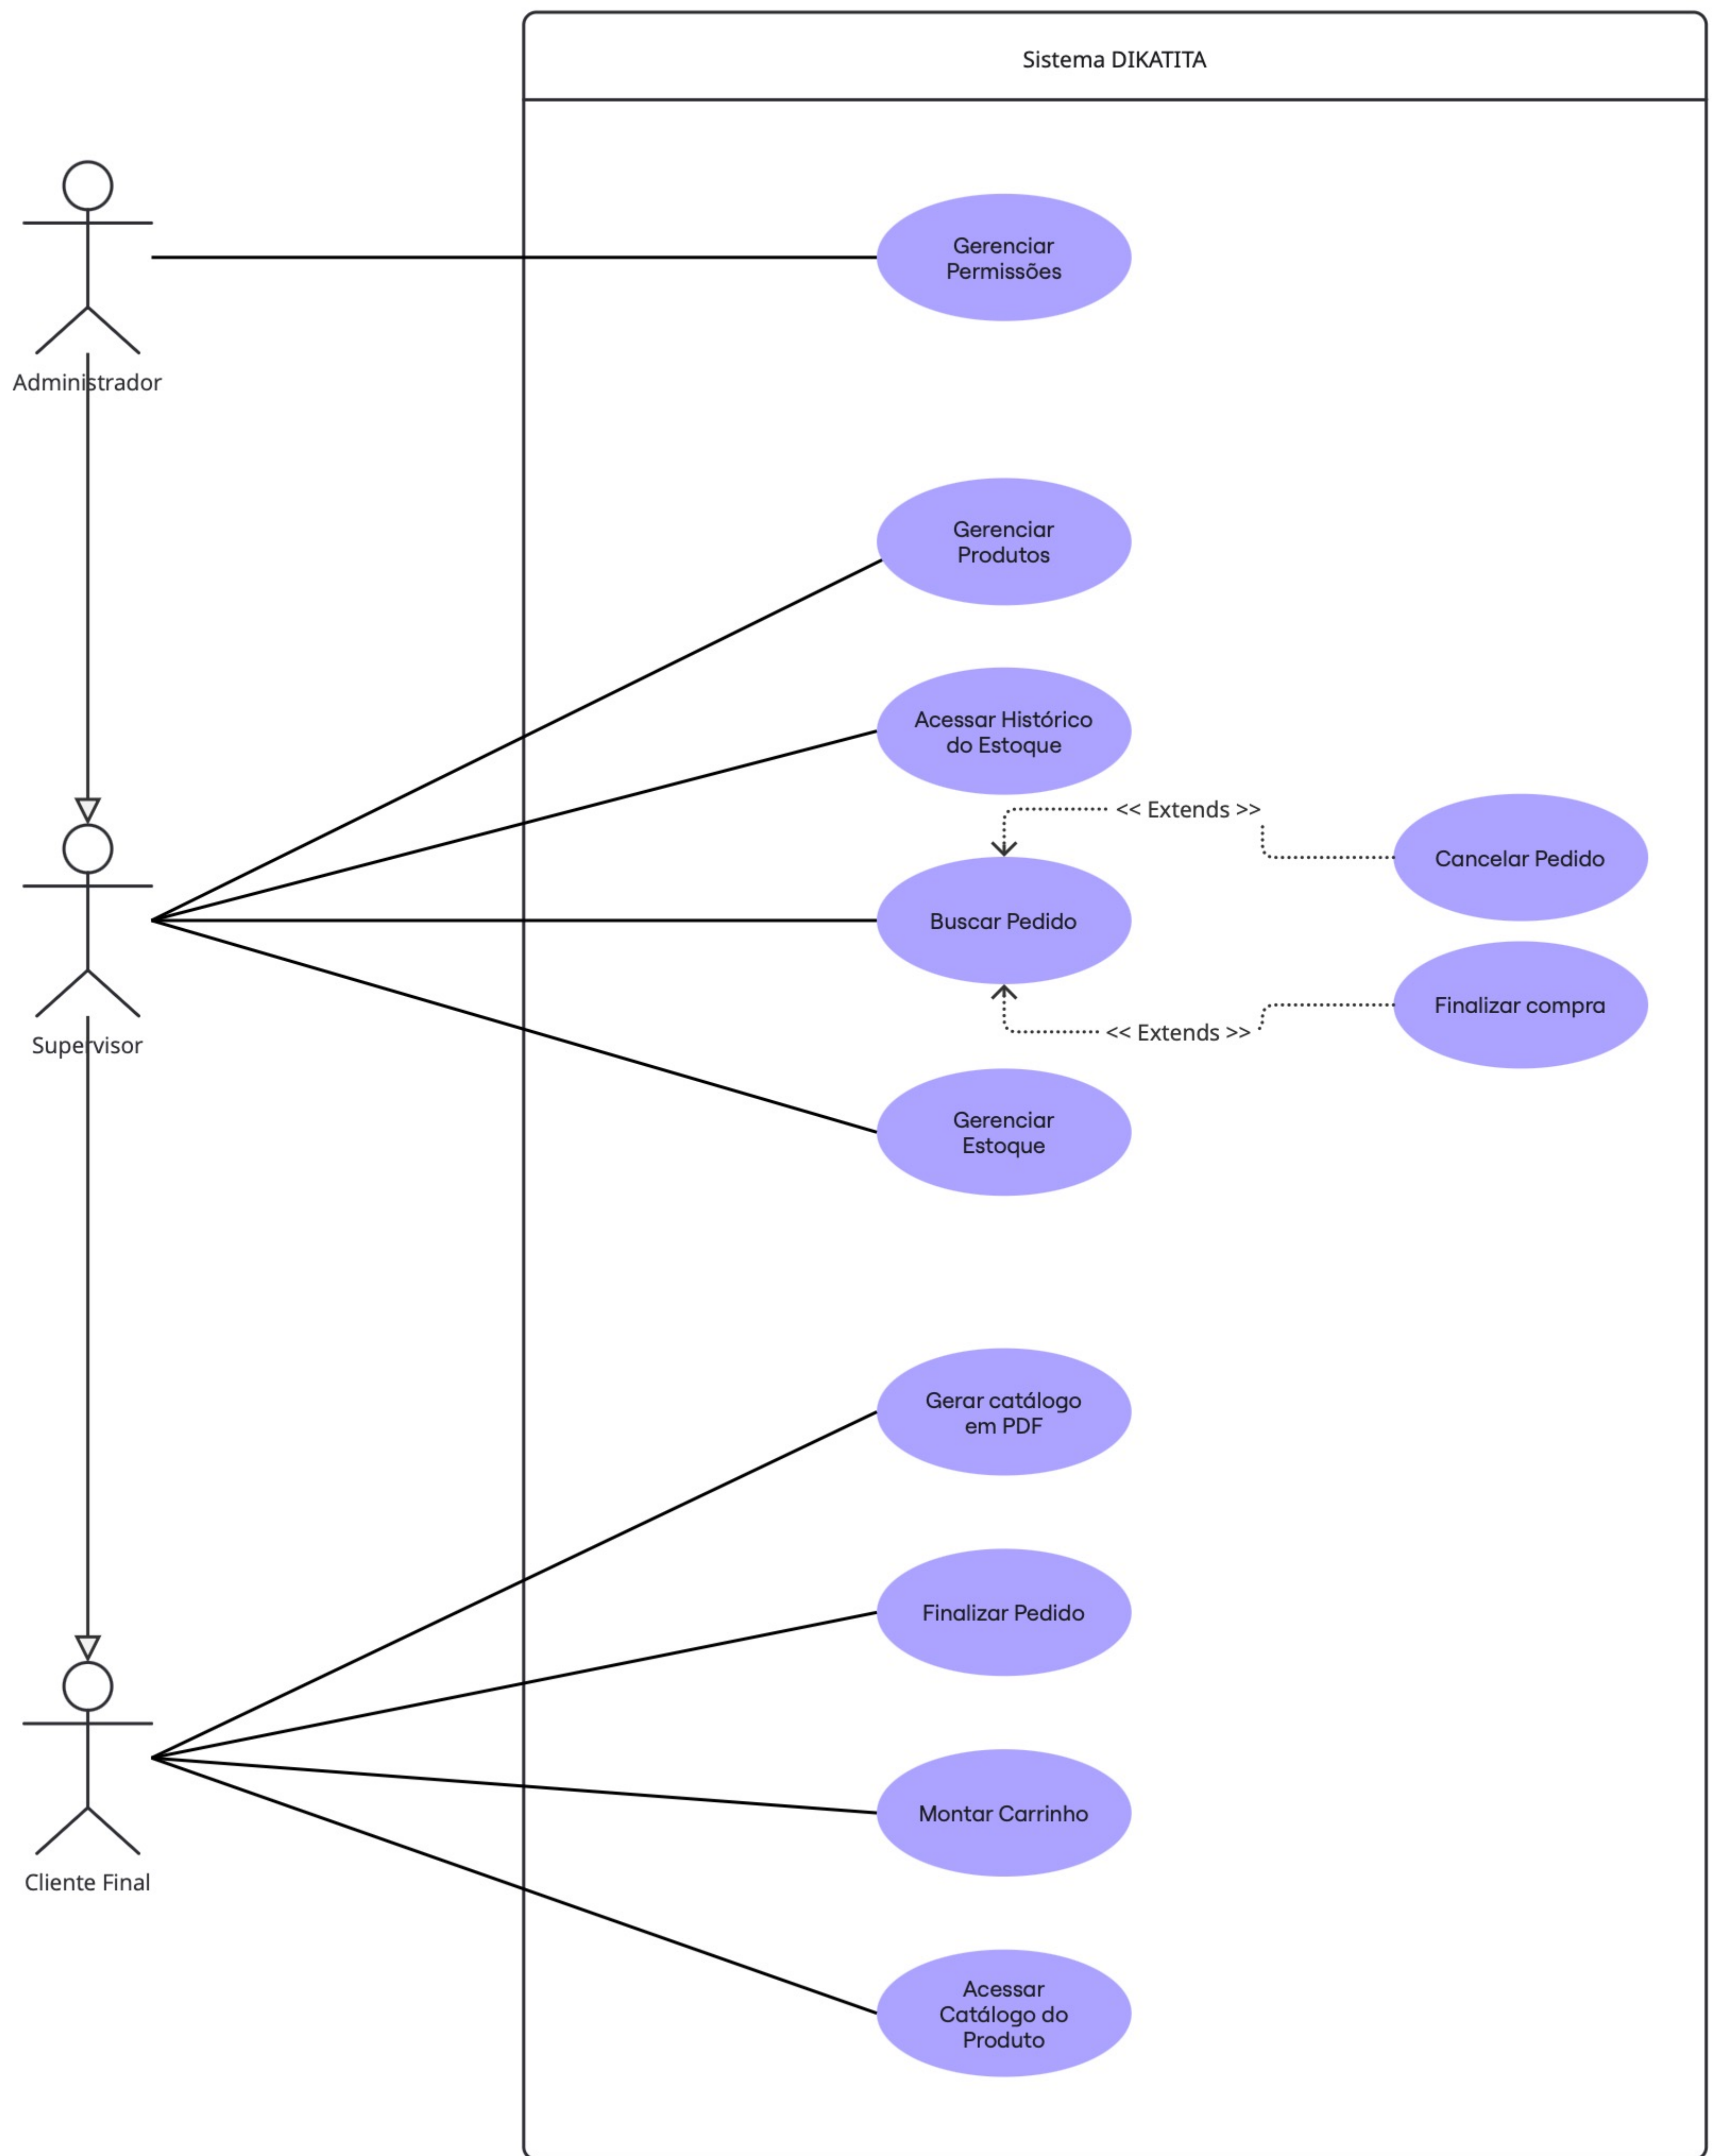 Sistema DIKATITA
Gerenciar
Permissões
Administrador
Gerenciar
Produtos
Acessar Histórico
do Estoque
<< Extends >>
Cancelar Pedido
Buscar Pedido
Finalizar compra
<< Extends >>
Supervisor
Gerenciar
Estoque
Gerar catálogo
em PDF
Finalizar Pedido
Montar Carrinho
Cliente Final
Acessar
Catálogo do
Produto